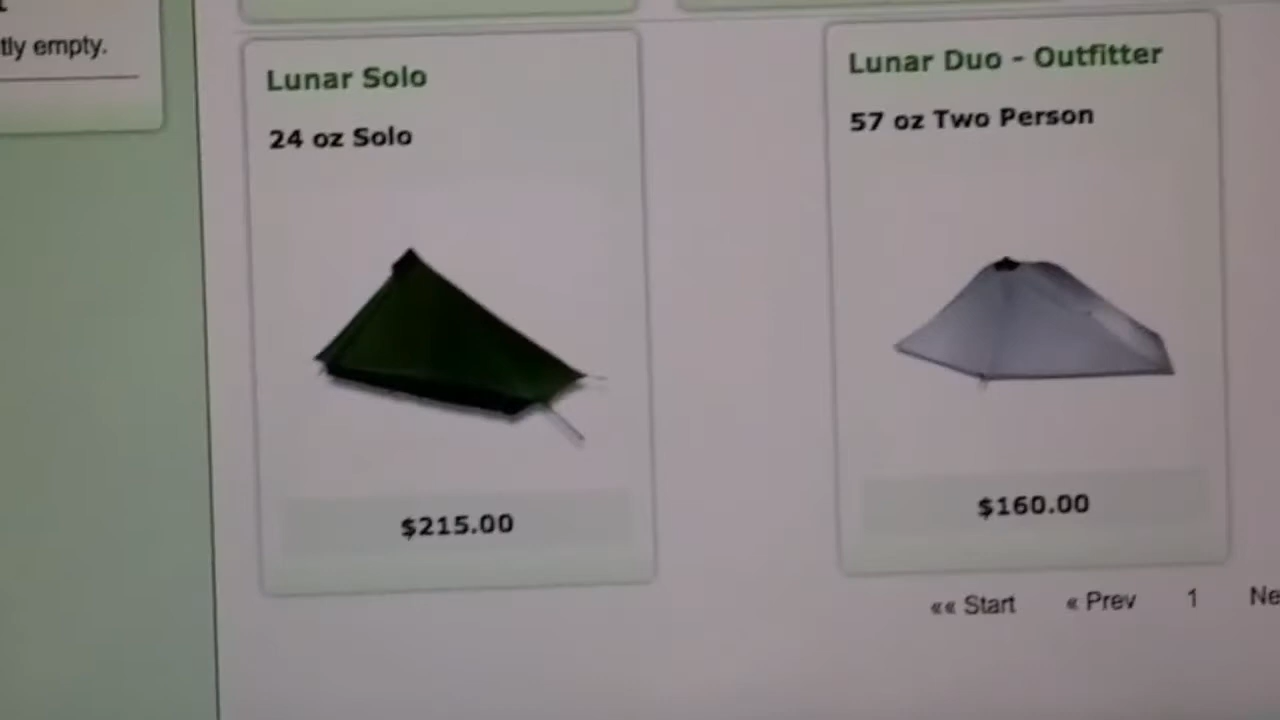 tly empty.
Lunar Solo
24 oz Solo
$215.00
Lunar Duo - Outfitter
57 oz Two Person
$160.00
«« Start « Prev 1 Ne